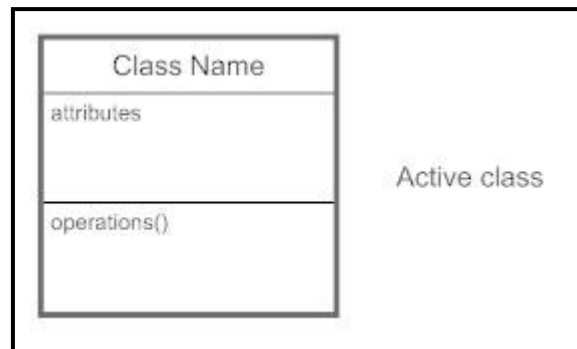 Class Name
attributes
Active class
operations()